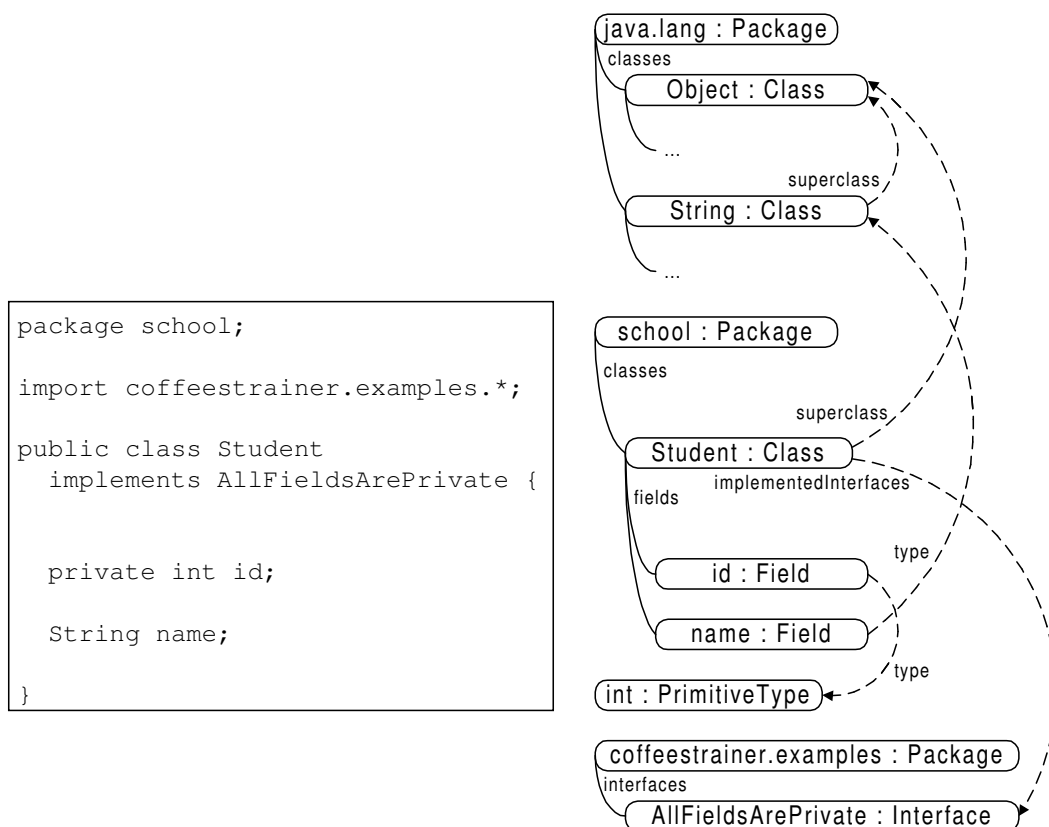 package school;
import coffeestrainer.examples.*;
public class Student
implements AllFieldsArePrivate {
private int id;
String name;
}
java.lang : Package
classes
Object : Class
...
superclass
String : Class
...
school : Package
classes
superclass
Student : Class
implementedInterfaces
fields
type
id : Field
name : Field
type
int : PrimitiveType
coffeestrainer.examples : Package
interfaces
AllFieldsArePrivate : Interface